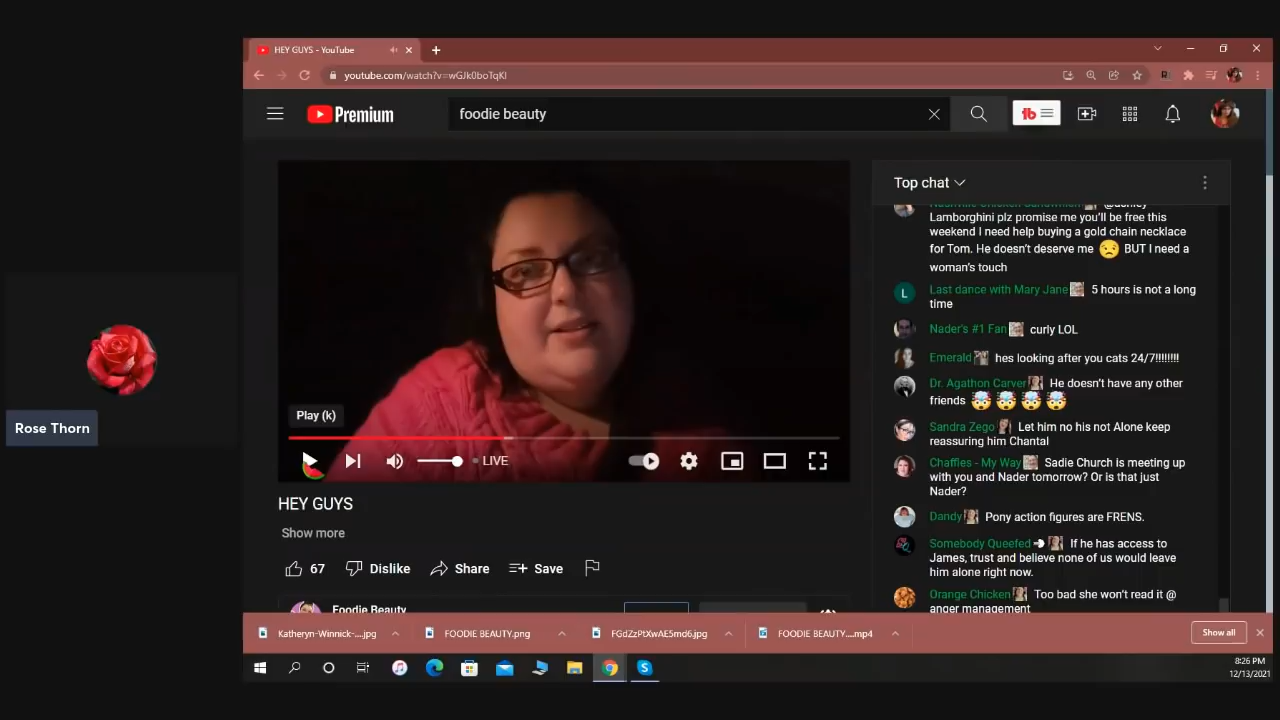 HEY GUYS - YouTube
youtube.com/watch?v=wGJk0boTqKI
Premium
foodie beauty
Top chat
Lamborghini plz promise me you'll be free this
weekend I need help buying a gold chain necklace
for Tom. He doesn't deserve me 😞 BUT I need a
woman's touch
L
Last dance with Mary Jane 5 hours is not a long
time
Nader's #1 Fan curly LOL
Emerald hes looking after you cats 24/7!!!!!!!!
Dr. Agathon Carver He doesn't have any other
friends 🤯 🤯 🤯 🤯
Sandra Zego Let him no his not Alone keep
reassuring him Chantal
Chaffles - My Way Sadie Church is meeting up
with you and Nader tomorrow? Or is that just
Nader?
Dandy Pony action figures are FRENS.
Somebody Queefed If he has access to
James, trust and believe none of us would leave
him alone right now.
Orange Chicken Too bad she won't read it @
anger management
Play (k)
LIVE
HEY GUYS
Show more
67
Dislike
Share
Save
Foodie Beauty
Rose Thorn
Katheryn-Winnick-....jpg
FOODIE BEAUTY.png
FGdZzPtXwAE5md6.jpg
FOODIE BEAUTY....mp4
Show all
8:26 PM
12/13/2021